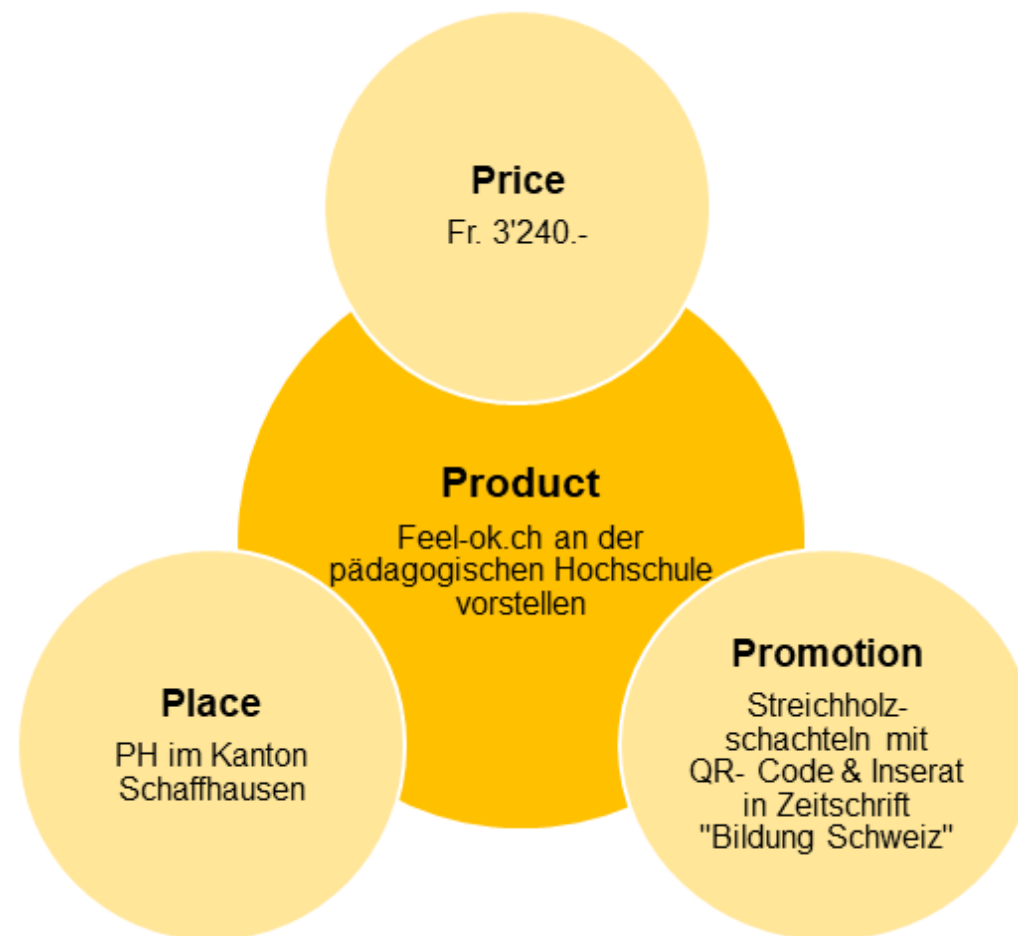 Price
Fr. 3'240.-
Product
Feel-ok.ch an der
pädagogischen Hochschule
vorstellen
Place
PH im Kanton
Schaffhausen
Promotion
Streichholz-
schachteln mit
QR- Code & Inserat
in Zeitschrift
"Bildung Schweiz"